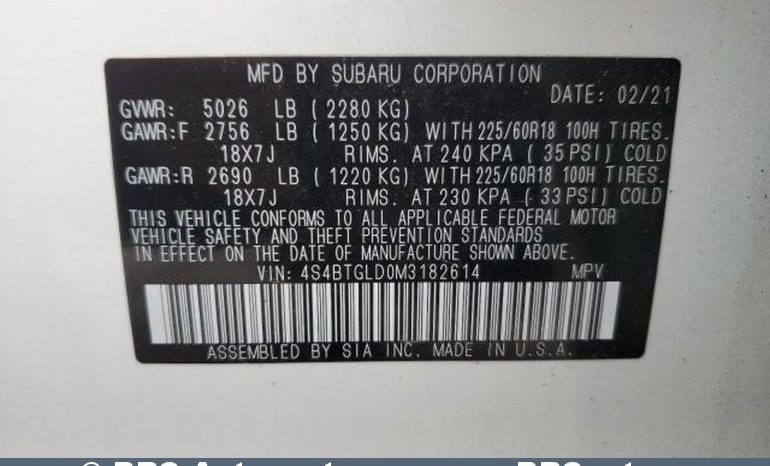 MFD BY SUBARU CORPORATION
DATE: 02/21
GVWR: 5026 LB ( 2280 KG)
GAWR:F 2756 LB ( 1250 KG) WITH 225/60R18 100H TIRES.
18X7J RIMS. AT 240 KPA ( 35 PSI) COLD
GAWR:R 2690 LB ( 1220 KG) WITH 225/60R18 100H TIRES.
18X7J RIMS. AT 230 KPA ( 33 PSI) COLD
THIS VEHICLE CONFORMS TO ALL APPLICABLE FEDERAL MOTOR
VEHICLE SAFETY AND THEFT PREVENTION STANDARDS
IN EFFECT ON THE DATE OF MANUFACTURE SHOWN ABOVE.
VIN: 4S4BTGLD0M3182614 MPV
ASSEMBLED BY SIA INC. MADE IN U.S.A.